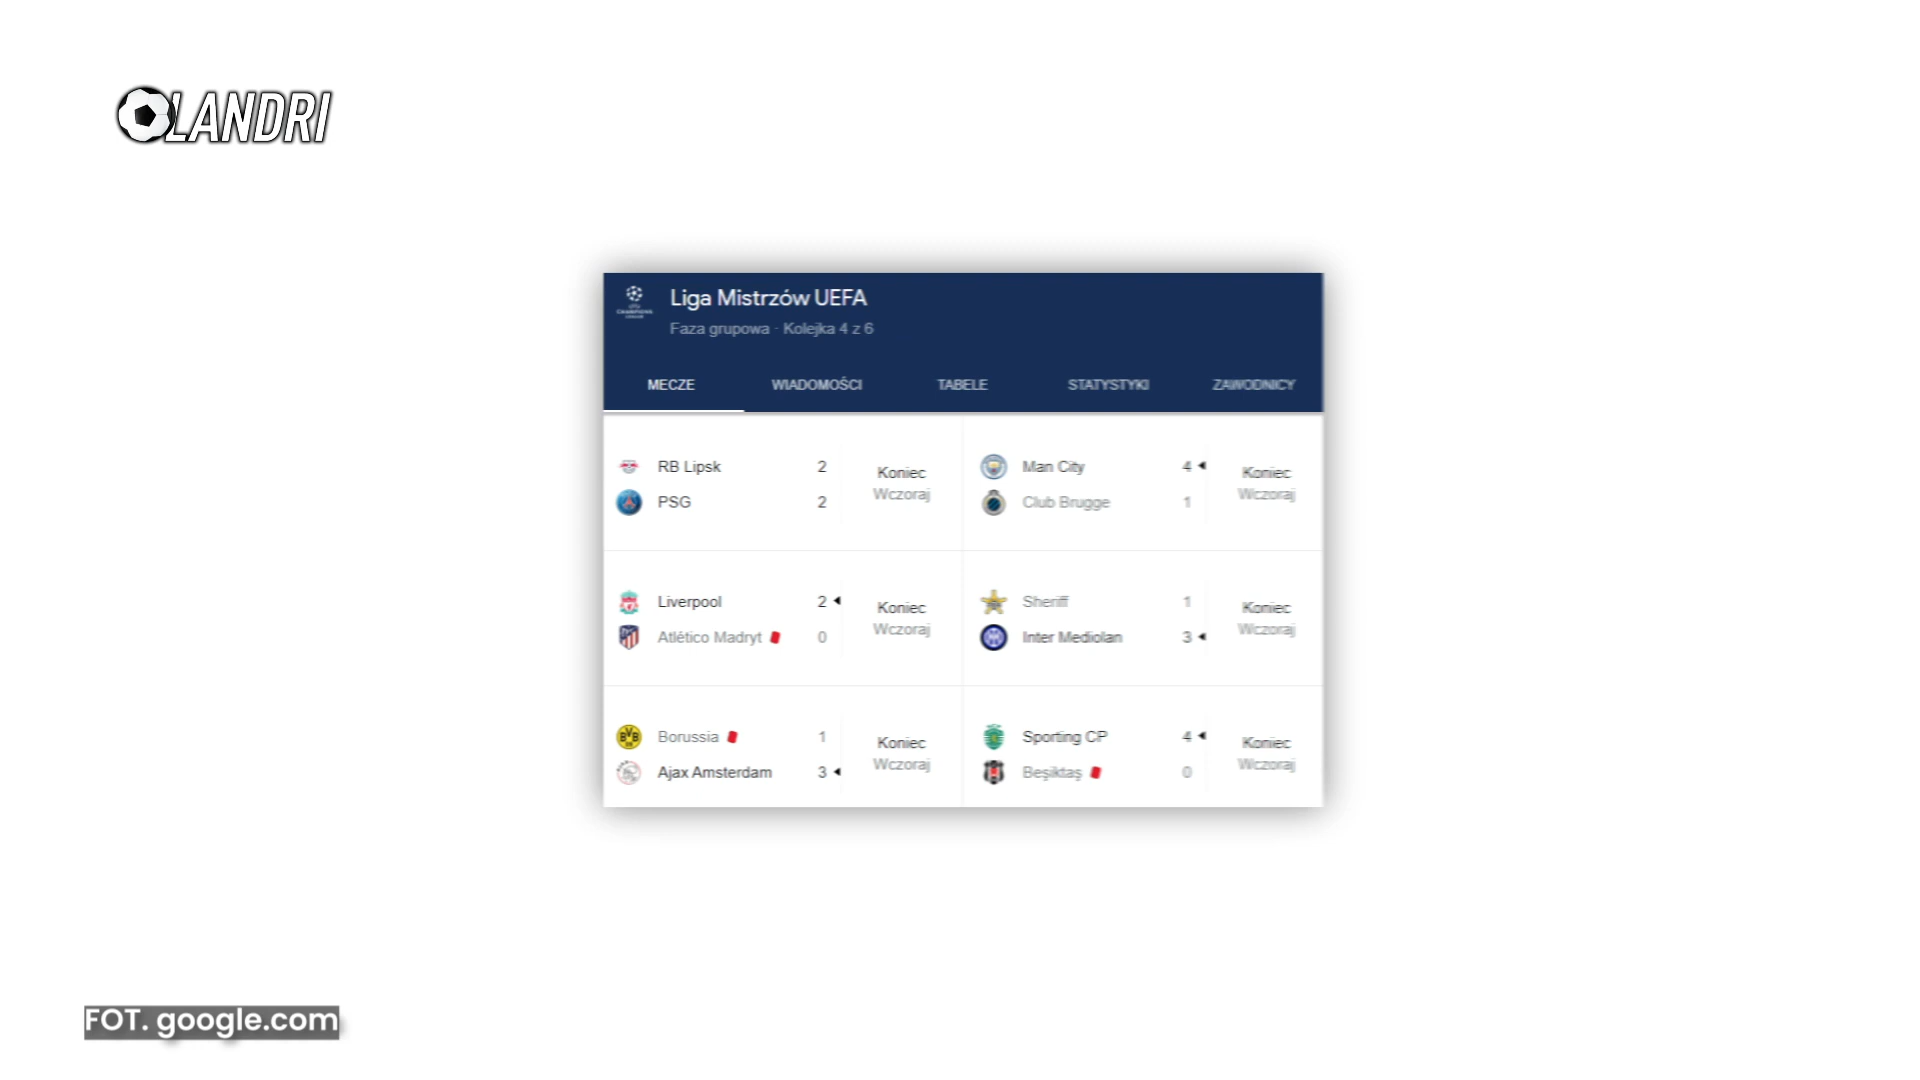 LANDRI
Liga Mistrzów UEFA
Faza grupowa · Kolejka 4 z 6
MECZE WIADOMOŚCI TABELE STATYSTYKI ZAWODNICY
RB Lipsk 2
PSG 2
Koniec
Wczoraj
Man City 4
Club Brugge 1
Koniec
Wczoraj
Liverpool 2
Atlético Madryt 0
Koniec
Wczoraj
Sheriff 1
Inter Mediolan 3
Koniec
Wczoraj
Borussia 1
Ajax Amsterdam 3
Koniec
Wczoraj
Sporting CP 4
Beşiktaş 0
Koniec
Wczoraj
FOT. google.com